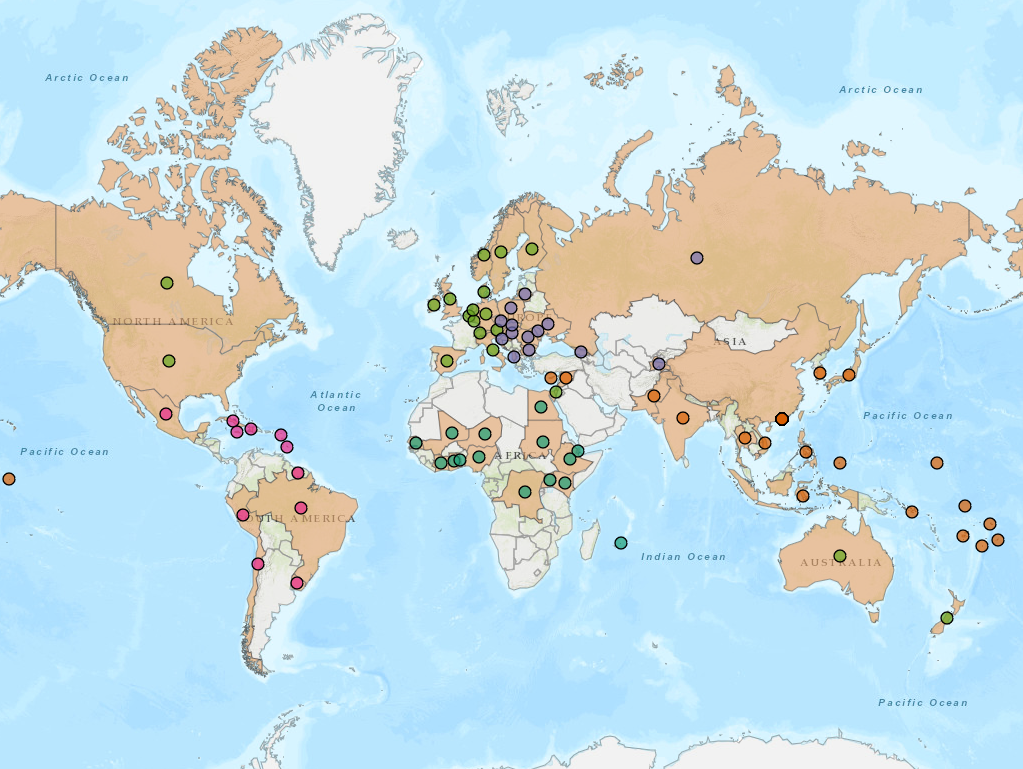 Arctic Ocean
Arctic Ocean
NORTH AMERICA
ASIA
Atlantic
Ocean
Pacific Ocean
Pacific Ocean
AFRICA
SOUTH AMERICA
Indian Ocean
AUSTRALIA
Pacific Ocean